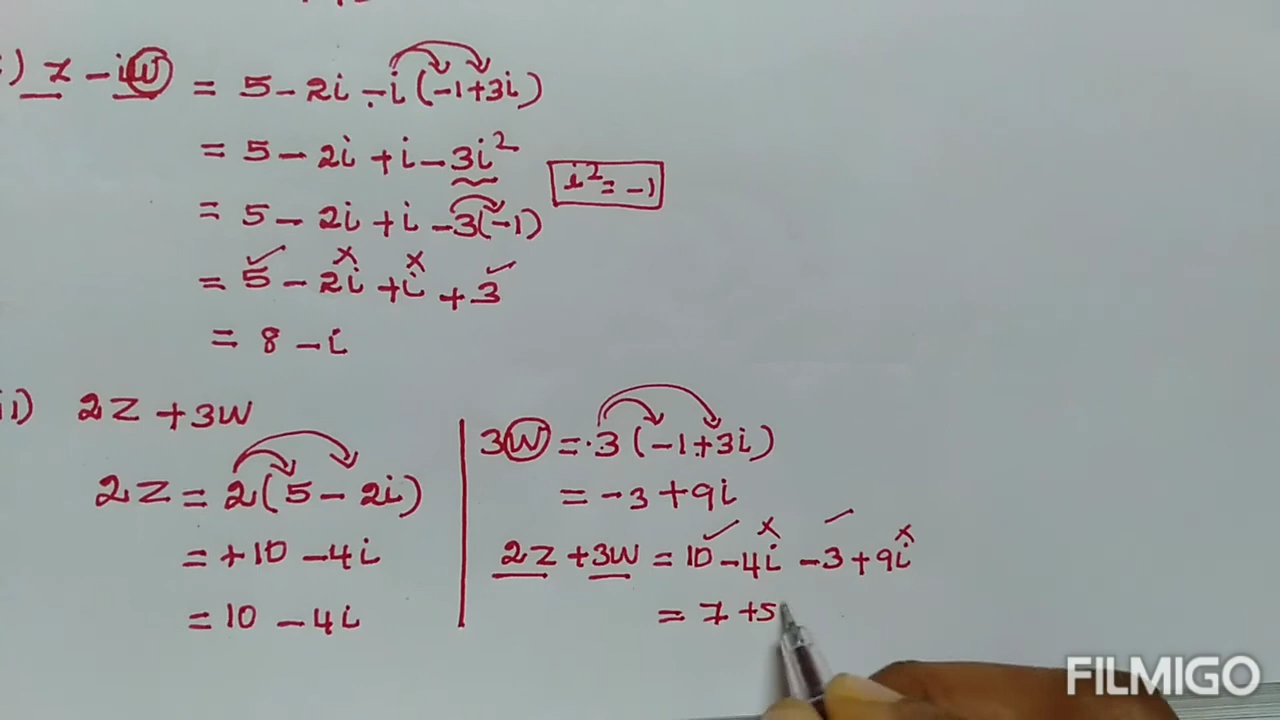 ) z - iw = 5 - 2i - i (-1 + 3i)
= 5 - 2i + i - 3i²
i² = -1
= 5 - 2i + i - 3(-1)
= 5 - 2i + i + 3
= 8 - i
i) 2z + 3w
2z = 2(5 - 2i)
= +10 - 4i
= 10 - 4i
3w = 3(-1 + 3i)
= -3 + 9i
2z + 3w = 10 - 4i - 3 + 9i
= 7 + 5
FILMIGO